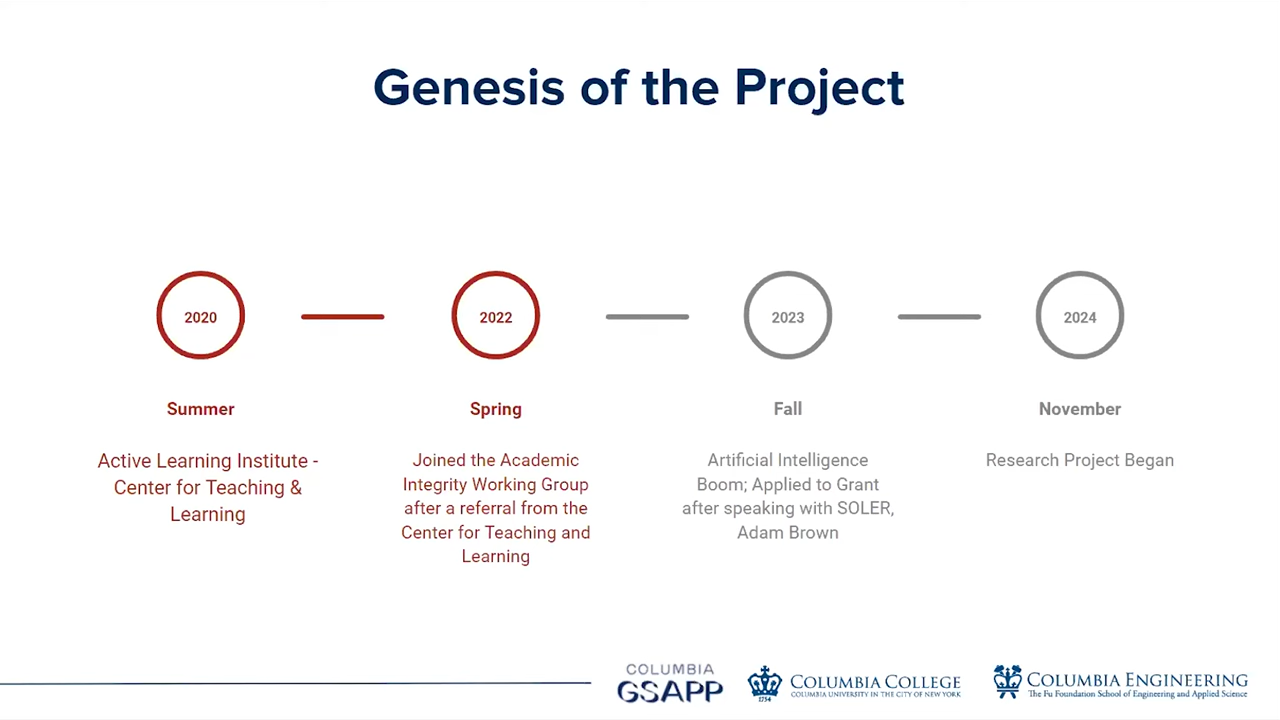 Genesis of the Project
2020
2022
2023
2024
Summer
Spring
Fall
November
Active Learning Institute -
Center for Teaching &
Learning
Joined the Academic
Integrity Working Group
after a referral from the
Center for Teaching and
Learning
Artificial Intelligence
Boom; Applied to Grant
after speaking with SOLER,
Adam Brown
Research Project Began
COLUMBIA
GSAPP
COLUMBIA COLLEGE
COLUMBIA UNIVERSITY IN THE CITY OF NEW YORK
1754
COLUMBIA ENGINEERING
The Fu Foundation School of Engineering and Applied Science